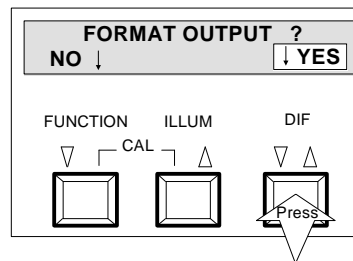 FORMAT OUTPUT ?
NO ↓ ↓ YES
FUNCTION ILLUM DIF
CAL
Press